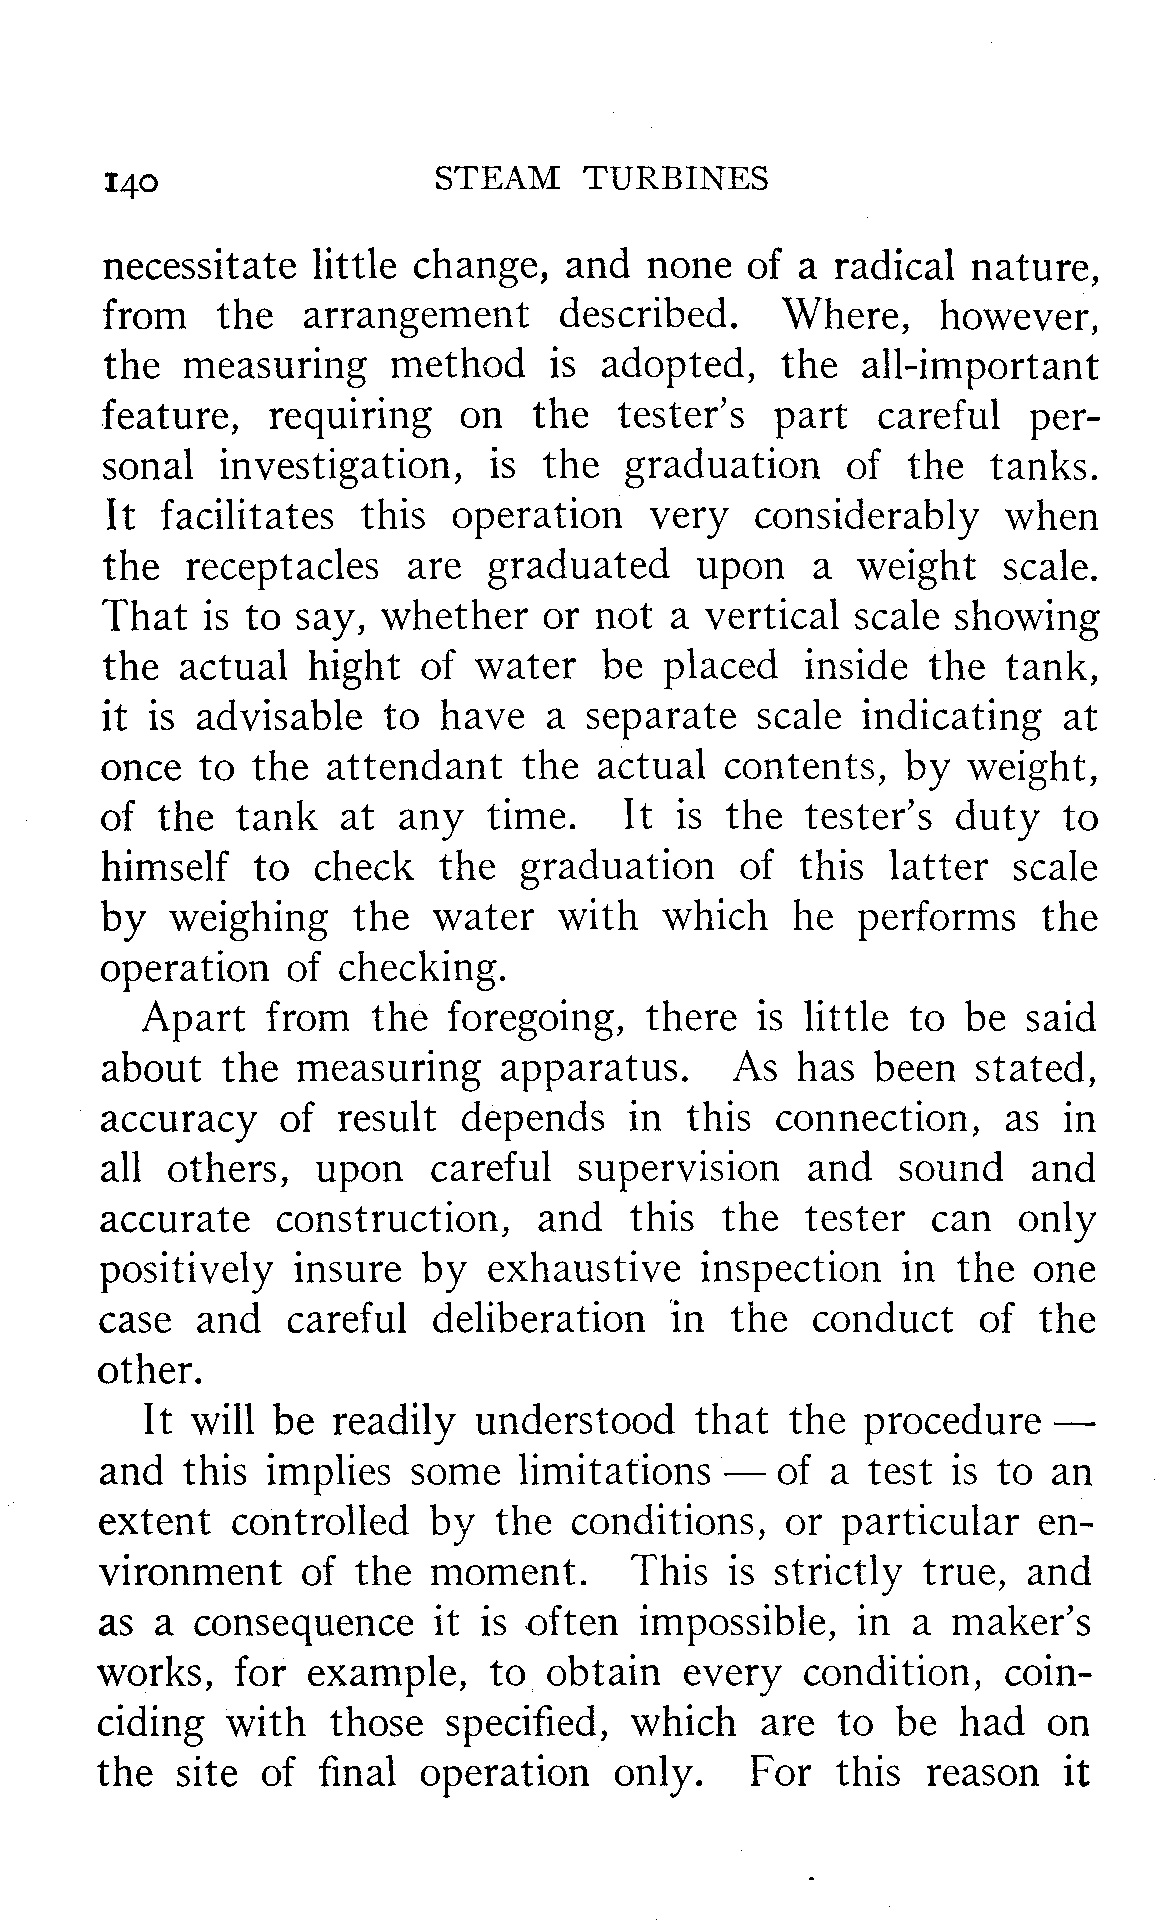 140 STEAM TURBINES
necessitate little change, and none of a radical nature,
from the arrangement described. Where, however,
the measuring method is adopted, the all-important
feature, requiring on the tester's part careful per-
sonal investigation, is the graduation of the tanks.
It facilitates this operation very considerably when
the receptacles are graduated upon a weight scale.
That is to say, whether or not a vertical scale showing
the actual hight of water be placed inside the tank,
it is advisable to have a separate scale indicating at
once to the attendant the actual contents, by weight,
of the tank at any time. It is the tester's duty to
himself to check the graduation of this latter scale
by weighing the water with which he performs the
operation of checking.
Apart from the foregoing, there is little to be said
about the measuring apparatus. As has been stated,
accuracy of result depends in this connection, as in
all others, upon careful supervision and sound and
accurate construction, and this the tester can only
positively insure by exhaustive inspection in the one
case and careful deliberation in the conduct of the
other.
It will be readily understood that the procedure —
and this implies some limitations — of a test is to an
extent controlled by the conditions, or particular en-
vironment of the moment. This is strictly true, and
as a consequence it is often impossible, in a maker's
works, for example, to obtain every condition, coin-
ciding with those specified, which are to be had on
the site of final operation only. For this reason it